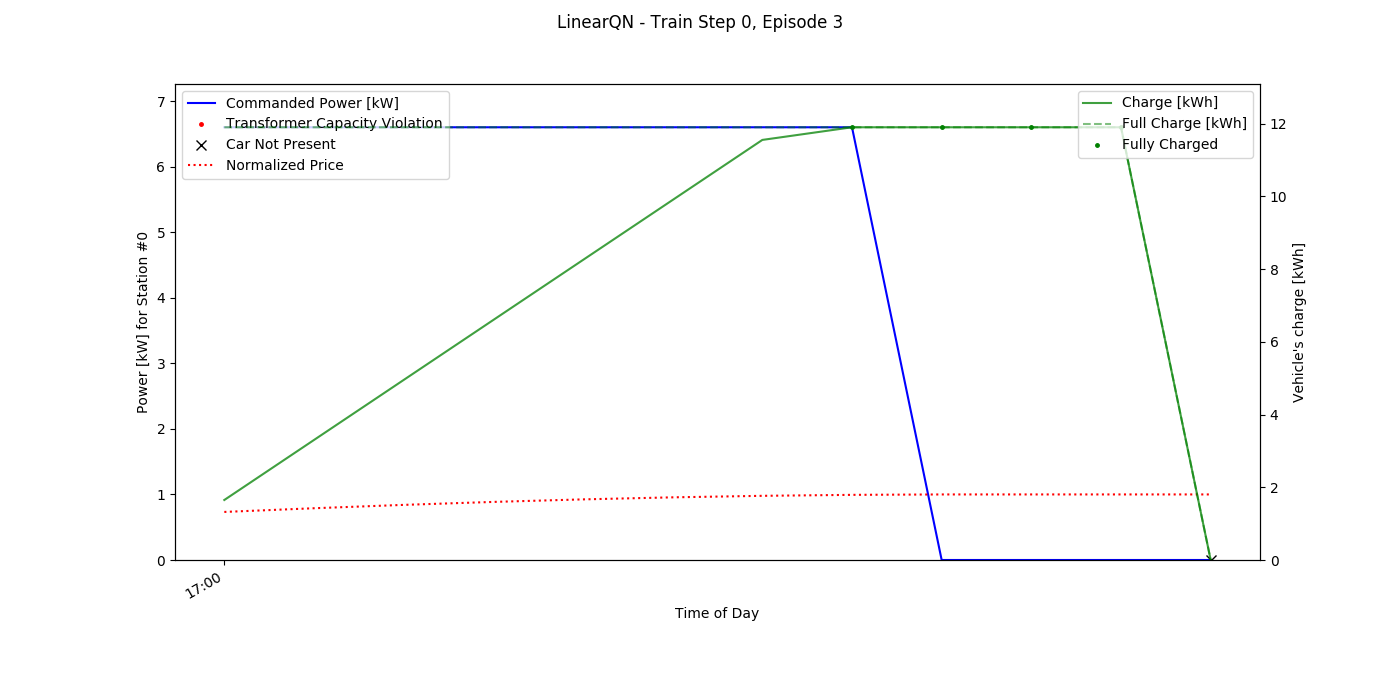 LinearQN - Train Step 0, Episode 3
Commanded Power [kW]
Transformer Capacity Violation
Car Not Present
Normalized Price
Charge [kWh]
Full Charge [kWh]
Fully Charged
7
6
5
4
3
2
1
0
Power [kW] for Station #0
12
10
8
6
4
2
0
Vehicle's charge [kWh]
17:00
Time of Day